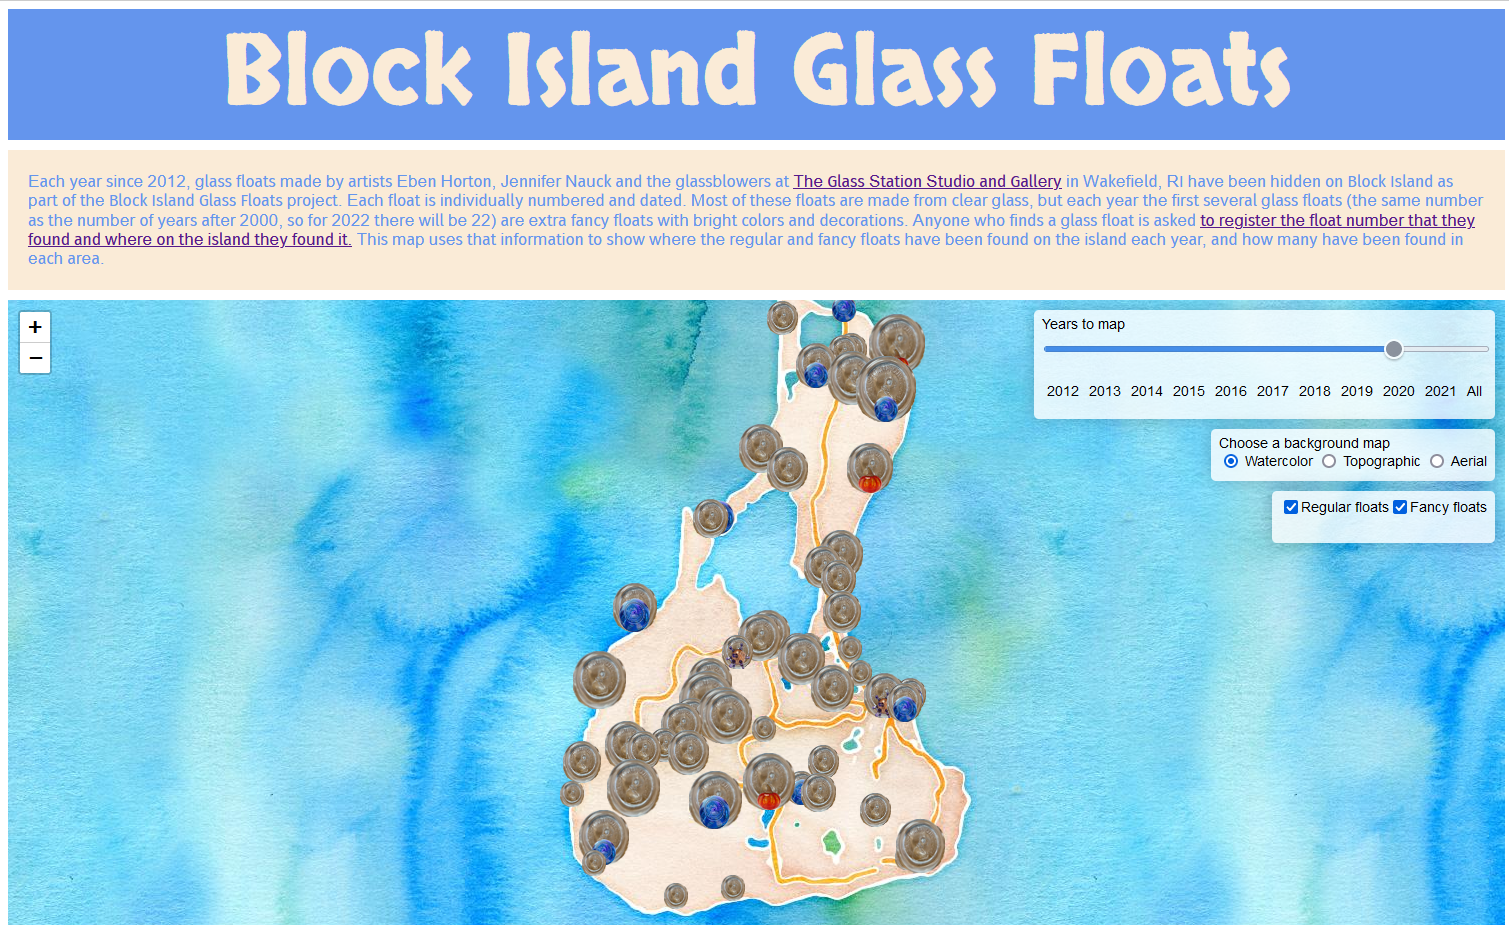 Block Island Glass Floats
Each year since 2012, glass floats made by artists Eben Horton, Jennifer Nauck and the glassblowers at The Glass Station Studio and Gallery in Wakefield, RI have been hidden on Block Island as
part of the Block Island Glass Floats project. Each float is individually numbered and dated. Most of these floats are made from clear glass, but each year the first several glass floats (the same number
as the number of years after 2000, so for 2022 there will be 22) are extra fancy floats with bright colors and decorations. Anyone who finds a glass float is asked to register the float number that they
found and where on the island they found it. This map uses that information to show where the regular and fancy floats have been found on the island each year, and how many have been found in
each area.
+
−
Years to map
2012 2013 2014 2015 2016 2017 2018 2019 2020 2021 All
Choose a background map
Watercolor Topographic Aerial
Regular floats Fancy floats